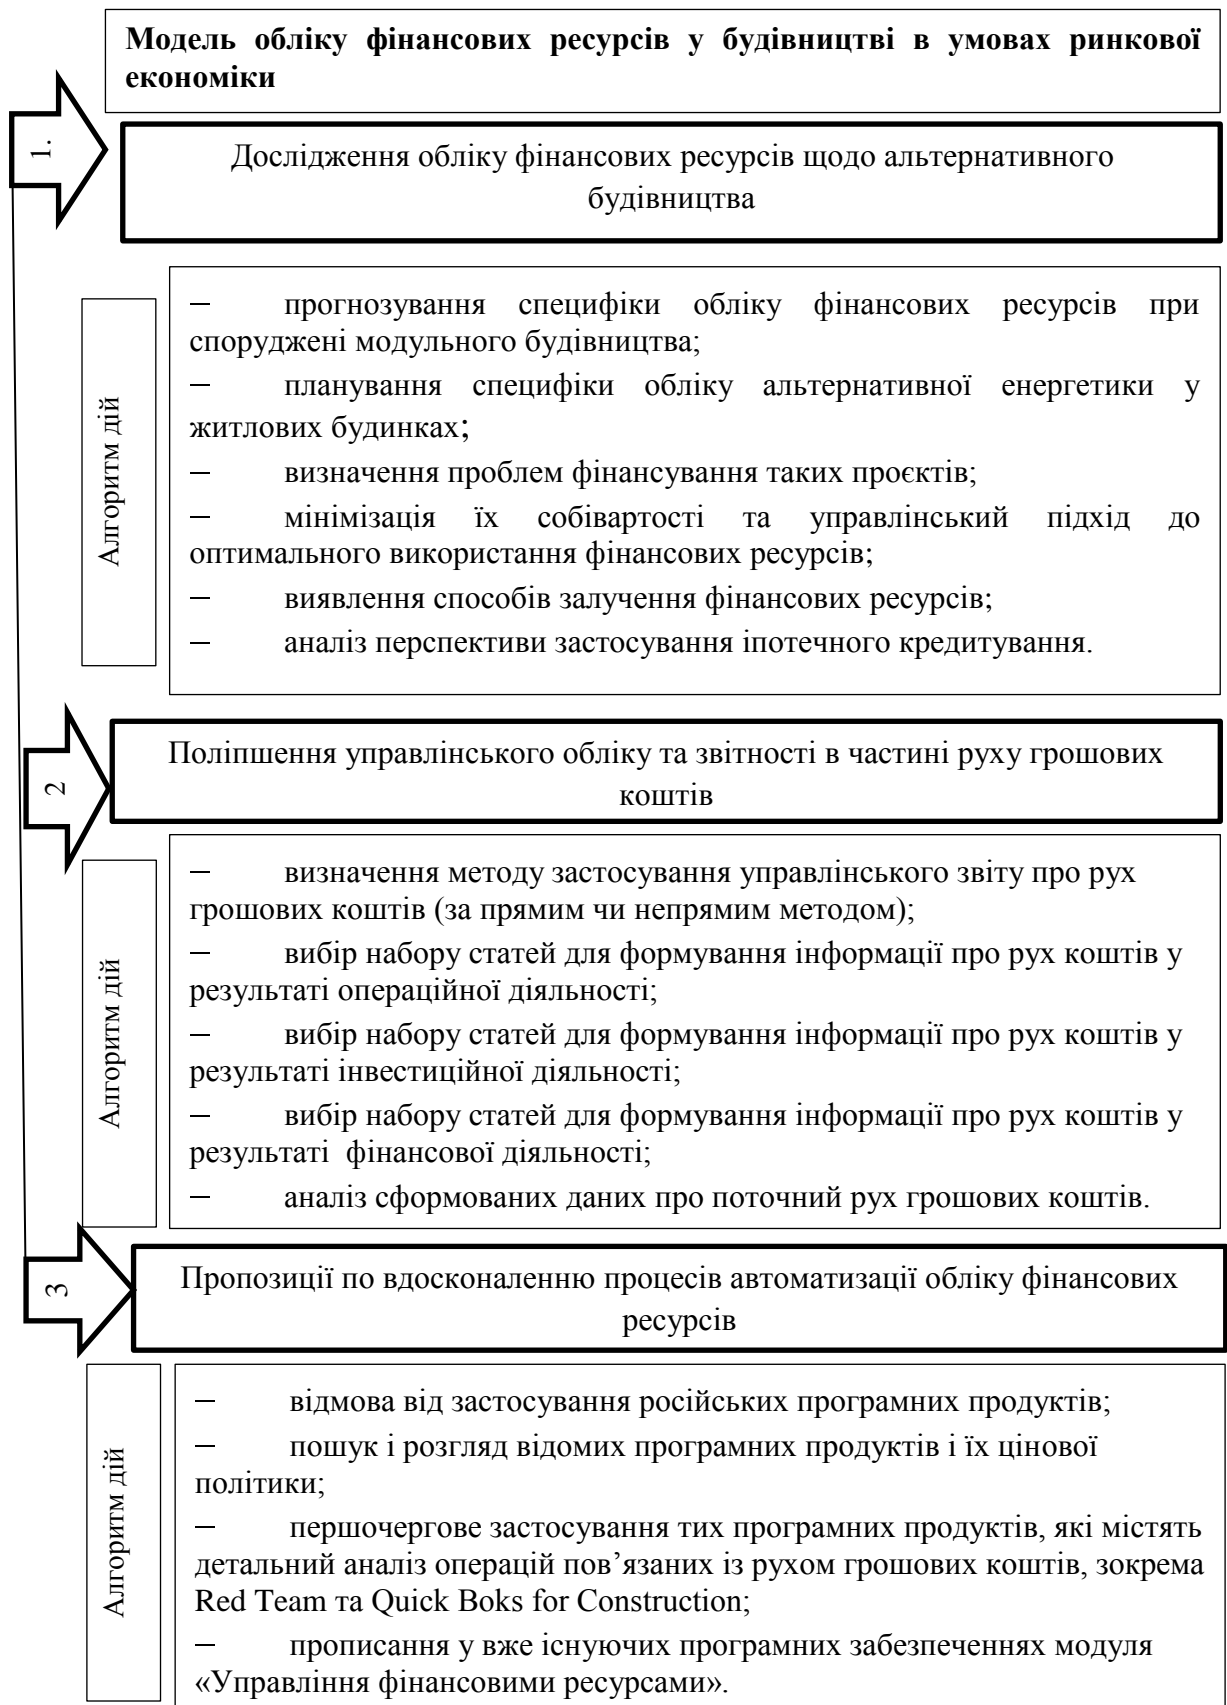 Модель обліку фінансових ресурсів у будівництві в умовах ринкової
економіки
1.
Дослідження обліку фінансових ресурсів щодо альтернативного
будівництва
Алгоритм дій
— прогнозування специфіки обліку фінансових ресурсів при
споруджені модульного будівництва;
— планування специфіки обліку альтернативної енергетики у
житлових будинках;
— визначення проблем фінансування таких проєктів;
— мінімізація їх собівартості та управлінський підхід до
оптимального використання фінансових ресурсів;
— виявлення способів залучення фінансових ресурсів;
— аналіз перспективи застосування іпотечного кредитування.
2
Поліпшення управлінського обліку та звітності в частині руху грошових
коштів
Алгоритм дій
— визначення методу застосування управлінського звіту про рух
грошових коштів (за прямим чи непрямим методом);
— вибір набору статей для формування інформації про рух коштів у
результаті операційної діяльності;
— вибір набору статей для формування інформації про рух коштів у
результаті інвестиційної діяльності;
— вибір набору статей для формування інформації про рух коштів у
результаті фінансової діяльності;
— аналіз сформованих даних про поточний рух грошових коштів.
3
Пропозиції по вдосконаленню процесів автоматизації обліку фінансових
ресурсів
Алгоритм дій
— відмова від застосування російських програмних продуктів;
— пошук і розгляд відомих програмних продуктів і їх цінової
політики;
— першочергове застосування тих програмних продуктів, які містять
детальний аналіз операцій пов’язаних із рухом грошових коштів, зокрема
Red Team та Quick Boks for Construction;
— прописання у вже існуючих програмних забезпеченнях модуля
«Управління фінансовими ресурсами».